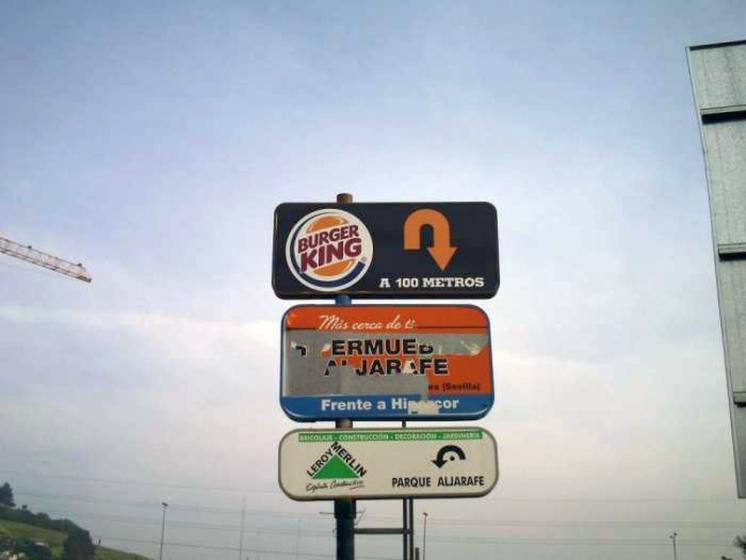 BURGER
KING
A 100 METROS
Más cerca de ti
ALJARAFE
(Sevilla)
Frente a Hipercor
BRICOLAJE - CONSTRUCCIÓN - DECORACIÓN - JARDINERÍA
LEROY MERLIN
PARQUE ALJARAFE